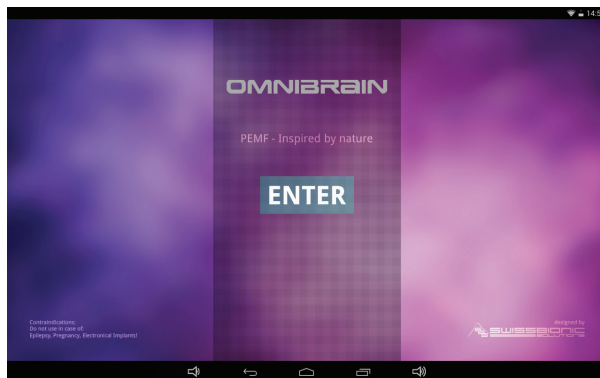 OMNIBRAIN
PEMF - Inspired by nature
ENTER
Contraindications:
Do not use in case of:
Epilepsy, Pregnancy, Electronical Implants!
designed by
SWISSBIONIC
SOLUTIONS